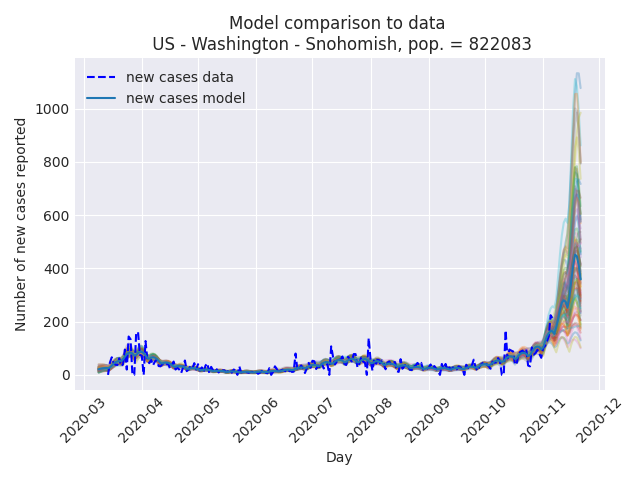 Model comparison to data
US - Washington - Snohomish, pop. = 822083
new cases data
new cases model
Number of new cases reported
1000
800
600
400
200
0
2020-03
2020-04
2020-05
2020-06
2020-07
2020-08
2020-09
2020-10
2020-11
2020-12
Day